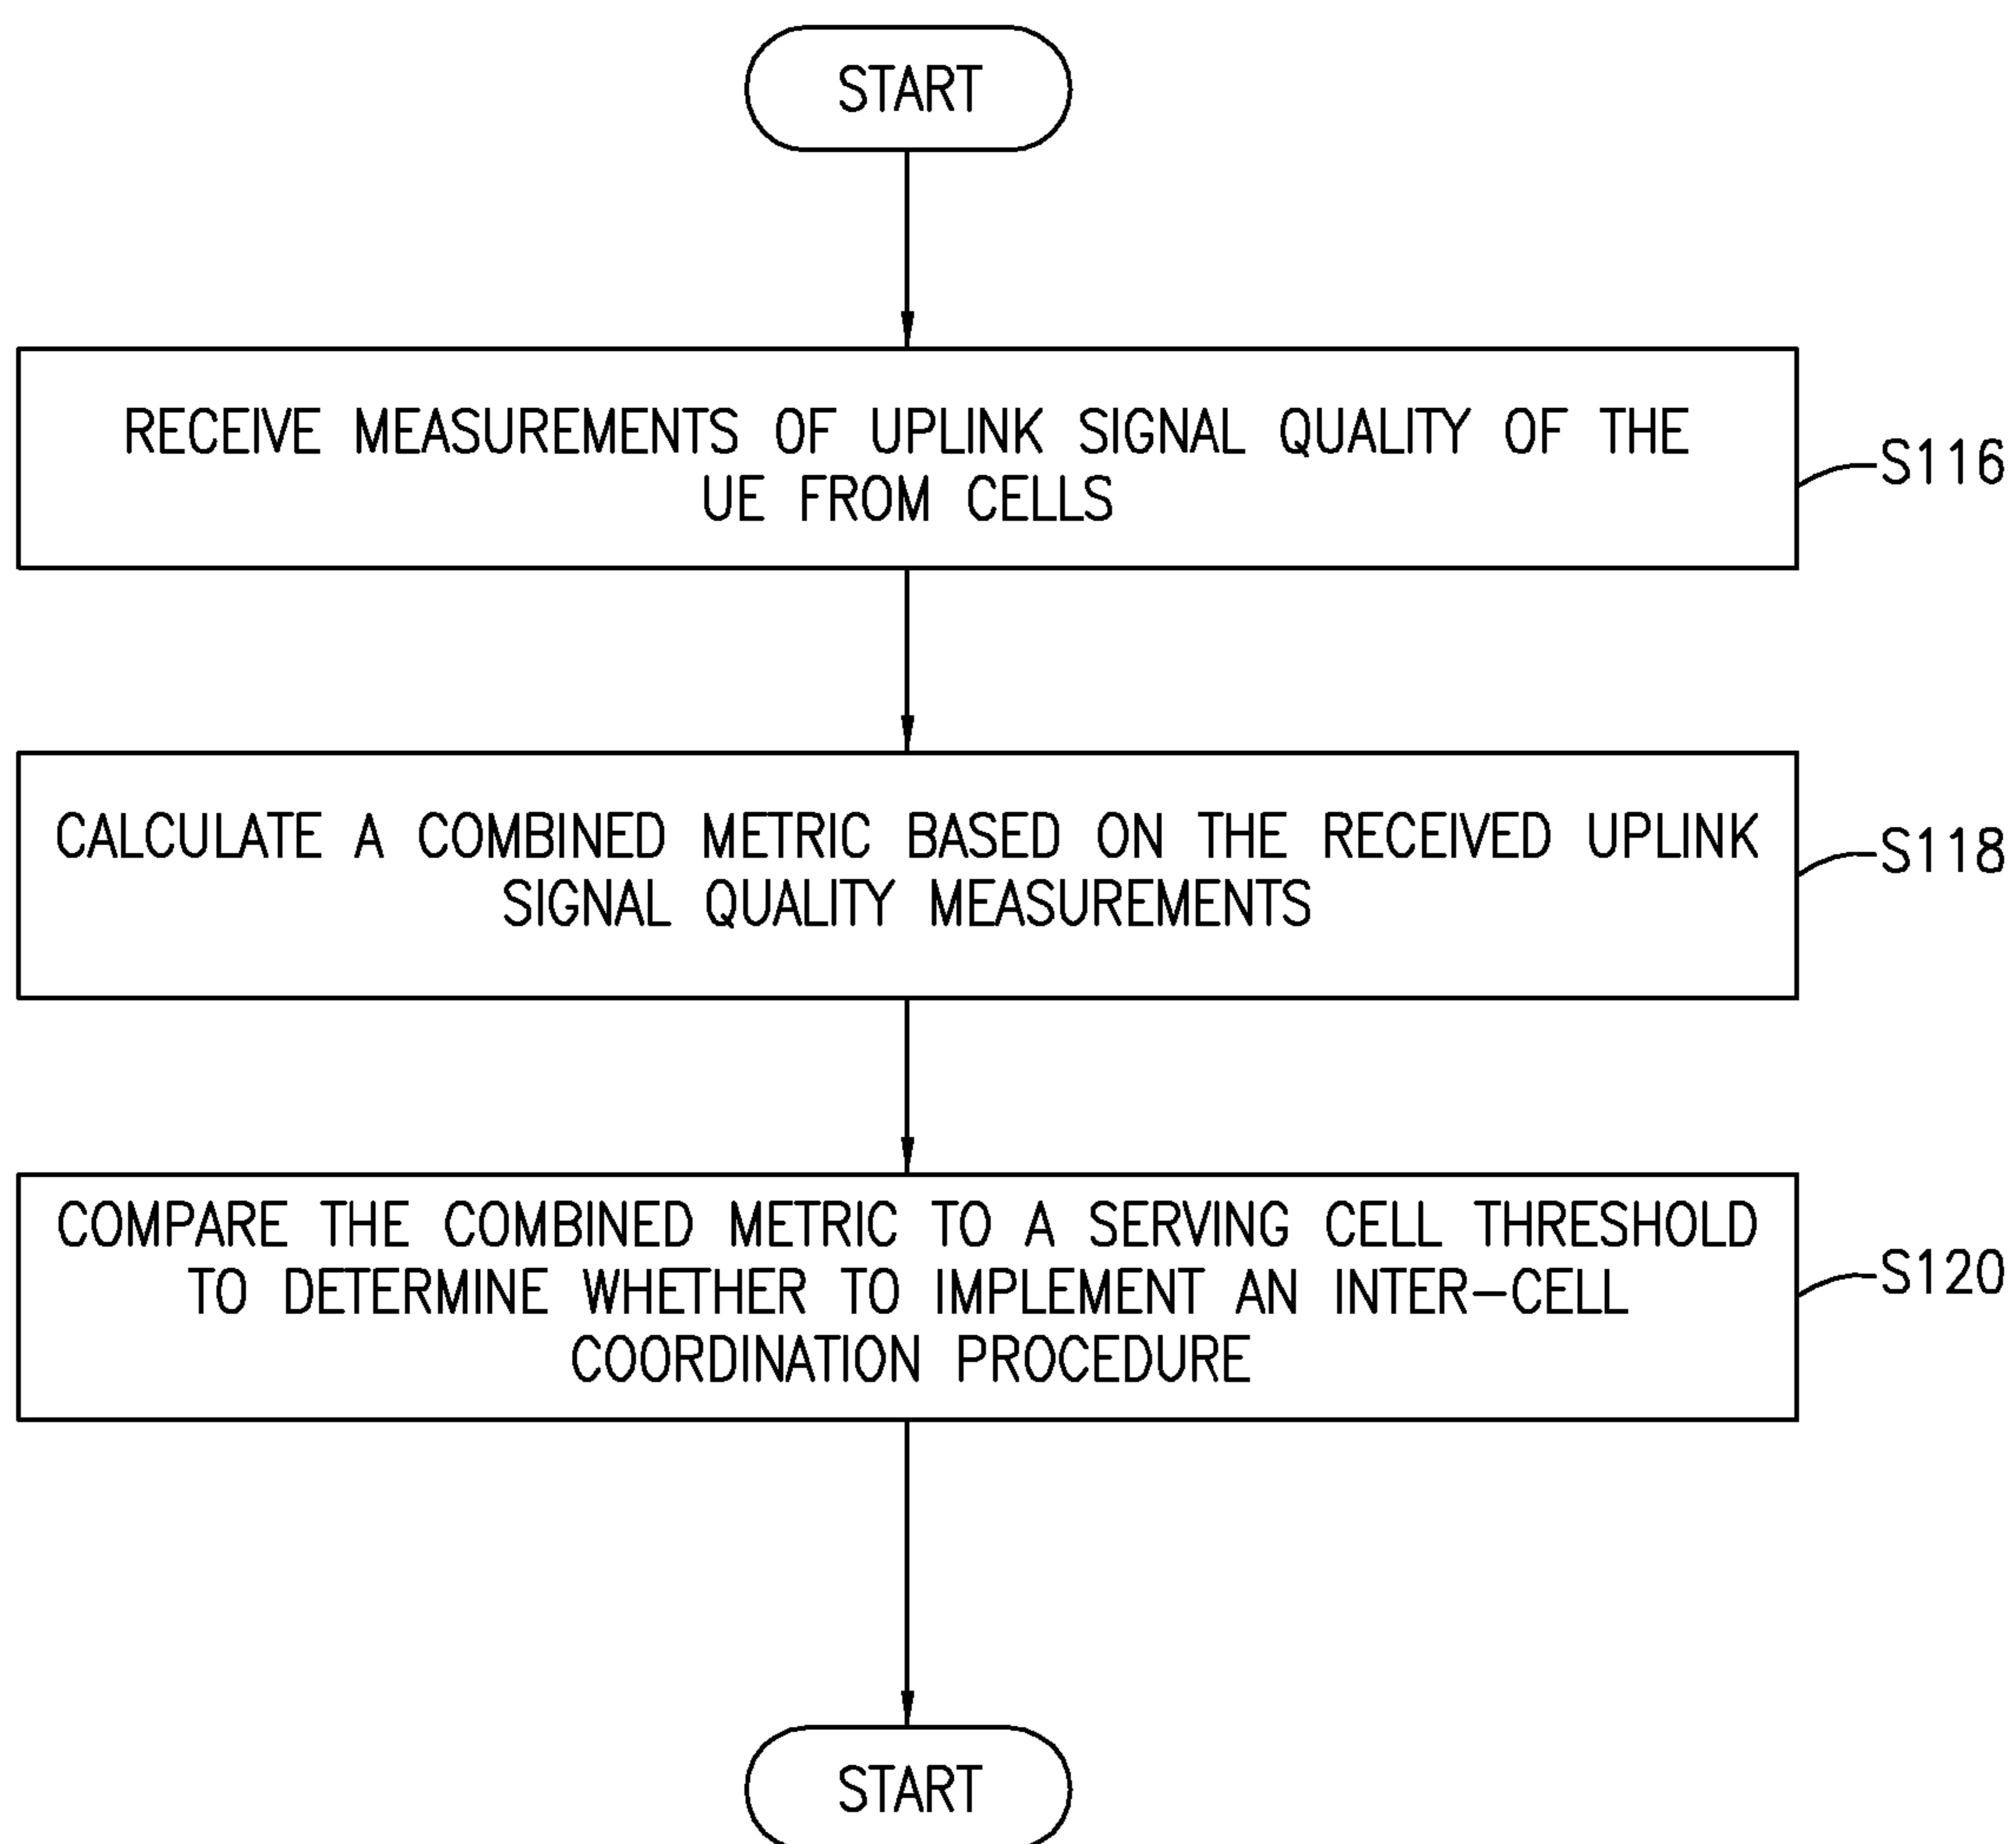 START
RECEIVE MEASUREMENTS OF UPLINK SIGNAL QUALITY OF THE
UE FROM CELLS
S116
CALCULATE A COMBINED METRIC BASED ON THE RECEIVED UPLINK
SIGNAL QUALITY MEASUREMENTS
S118
COMPARE THE COMBINED METRIC TO A SERVING CELL THRESHOLD
TO DETERMINE WHETHER TO IMPLEMENT AN INTER-CELL
COORDINATION PROCEDURE
S120
START